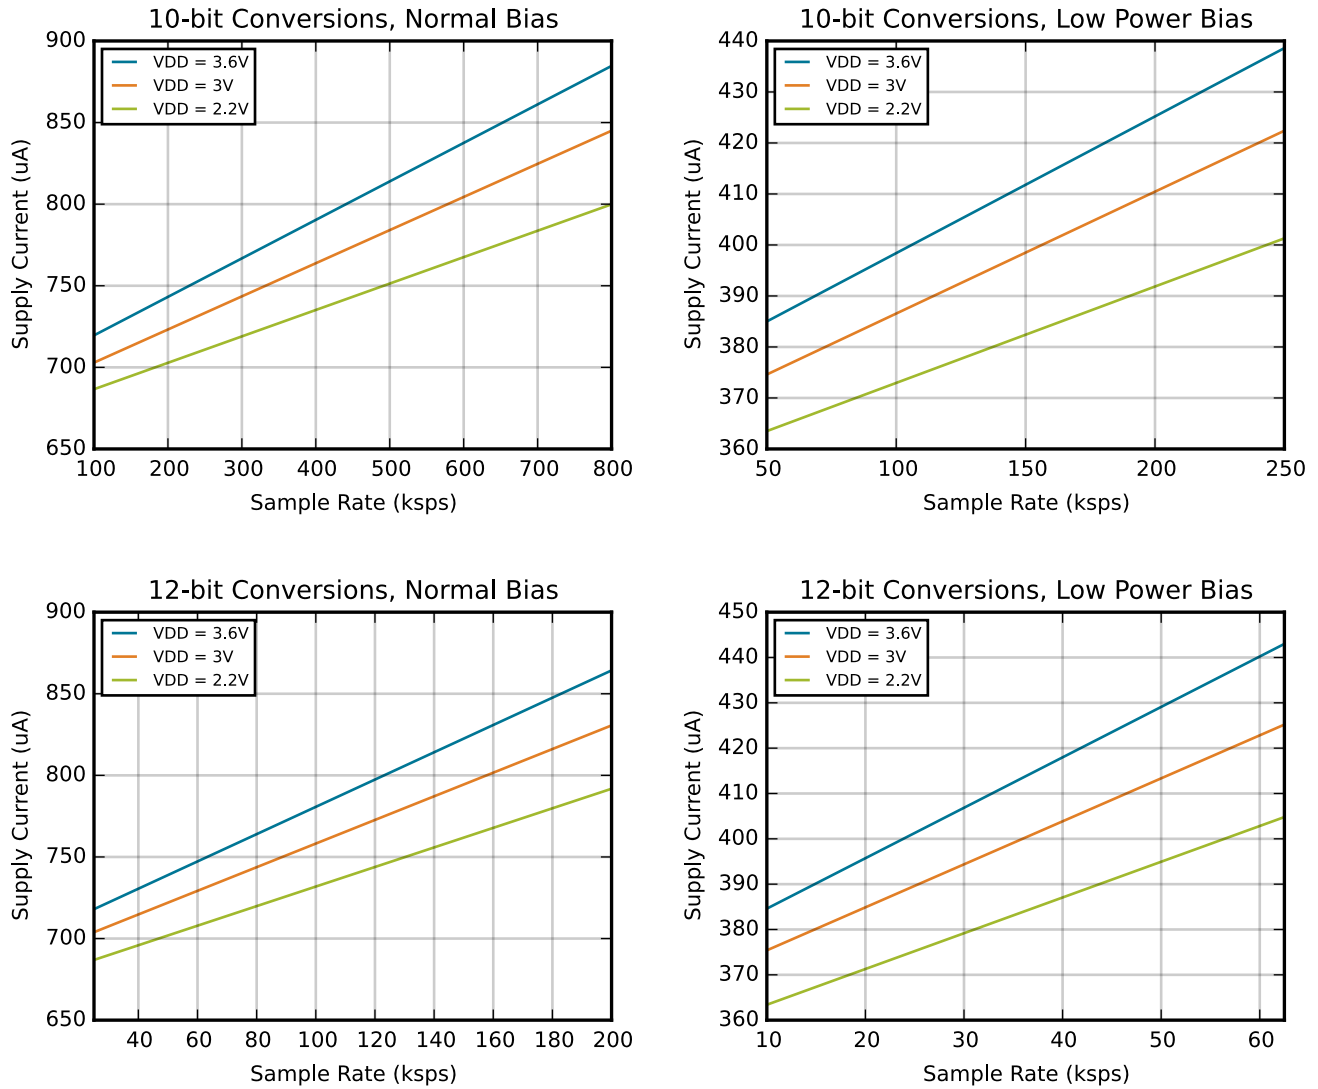 10-bit Conversions, Normal Bias
900
850
800
750
700
650
Supply Current (uA)
VDD = 3.6V
VDD = 3V
VDD = 2.2V
100 200 300 400 500 600 700 800
Sample Rate (ksps)
10-bit Conversions, Low Power Bias
440
430
420
410
400
390
380
370
360
Supply Current (uA)
VDD = 3.6V
VDD = 3V
VDD = 2.2V
50 100 150 200 250
Sample Rate (ksps)
12-bit Conversions, Normal Bias
900
850
800
750
700
650
Supply Current (uA)
VDD = 3.6V
VDD = 3V
VDD = 2.2V
40 60 80 100 120 140 160 180 200
Sample Rate (ksps)
12-bit Conversions, Low Power Bias
450
440
430
420
410
400
390
380
370
360
Supply Current (uA)
VDD = 3.6V
VDD = 3V
VDD = 2.2V
10 20 30 40 50 60
Sample Rate (ksps)